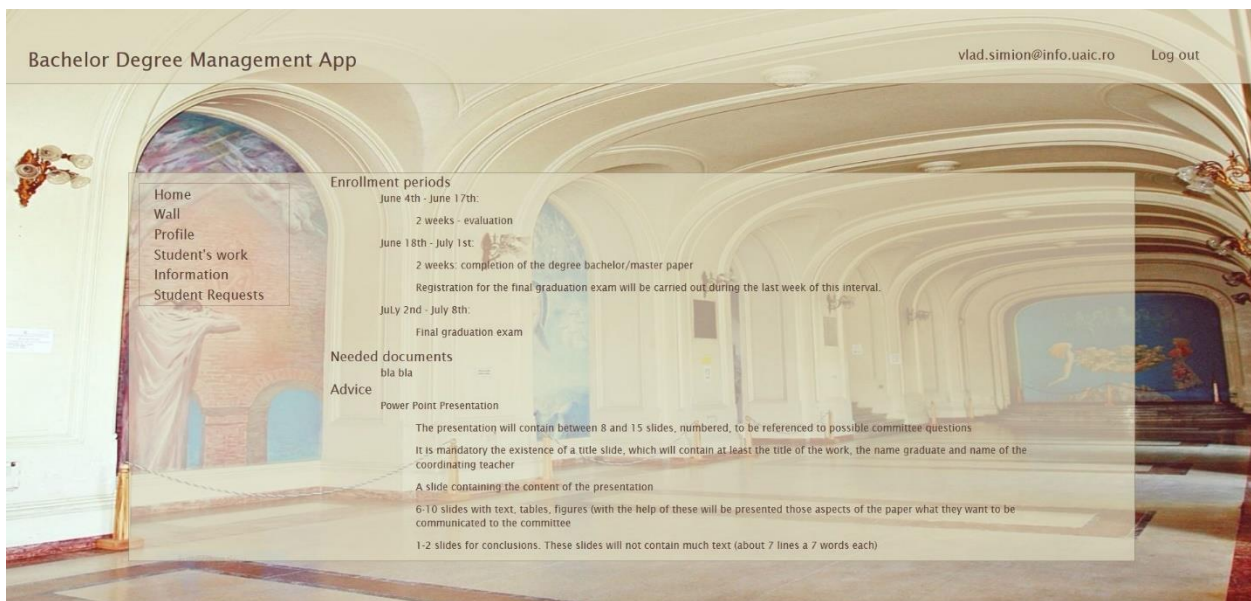 Bachelor Degree Management App
vlad.simion@info.uaic.ro
Log out
Home
Wall
Profile
Student's work
Information
Student Requests
Enrollment periods
June 4th - June 17th:
2 weeks - evaluation
June 18th - July 1st:
2 weeks: completion of the degree bachelor/master paper
Registration for the final graduation exam will be carried out during the last week of this interval.
JuLy 2nd - July 8th:
Final graduation exam
Needed documents
bla bla
Advice
Power Point Presentation
The presentation will contain between 8 and 15 slides, numbered, to be referenced to possible committee questions
It is mandatory the existence of a title slide, which will contain at least the title of the work, the name graduate and name of the
coordinating teacher
A slide containing the content of the presentation
6-10 slides with text, tables, figures (with the help of these will be presented those aspects of the paper what they want to be
communicated to the committee
1-2 slides for conclusions. These slides will not contain much text (about 7 lines a 7 words each)